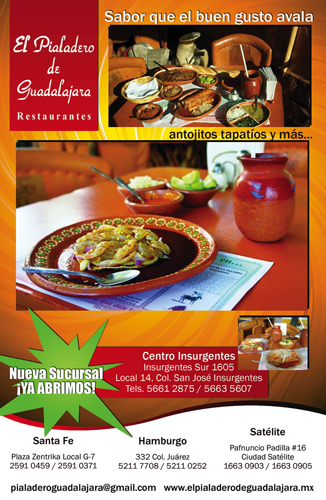 El Pialadero
de
Guadalajara
Restaurantes
Sabor que el buen gusto avala
antojitos tapatíos y más...
Nueva Sucursal
¡YA ABRIMOS!
Centro Insurgentes
Insurgentes Sur 1605
Local 14, Col. San José Insurgentes
Tels. 5661 2875 / 5663 5607
Santa Fe
Plaza Zentrika Local G-7
2591 0459 / 2591 0371
Hamburgo
332 Col. Juárez
5211 7708 / 5211 0252
Satélite
Pafnuncio Padilla #16
Ciudad Satélite
1663 0903 / 1663 0905
pialaderoguadalajara@gmail.com www.elpialaderodeguadalajara.mx